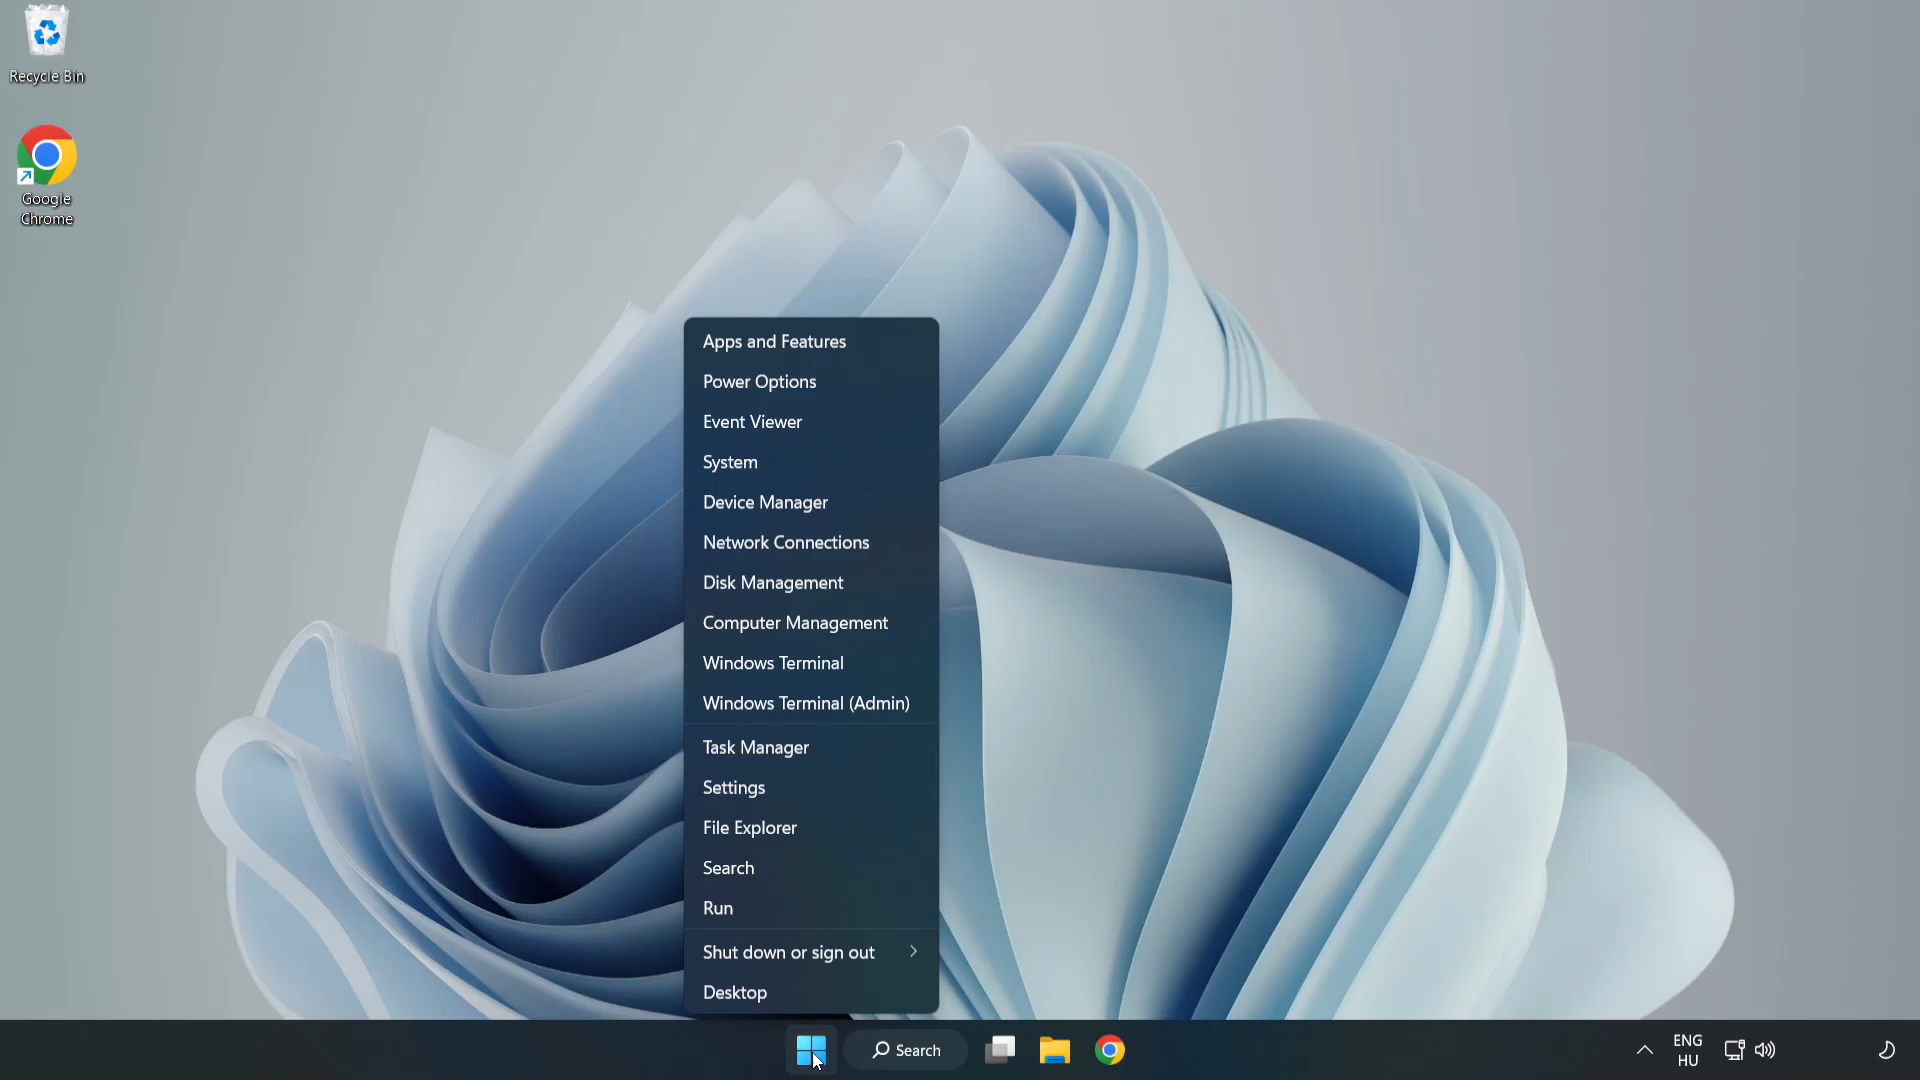 Recycle Bin
Google
Chrome
Apps and Features
Power Options
Event Viewer
System
Device Manager
Network Connections
Disk Management
Computer Management
Windows Terminal
Windows Terminal (Admin)
Task Manager
Settings
File Explorer
Search
Run
Shut down or sign out
Desktop
Search
ENG
HU